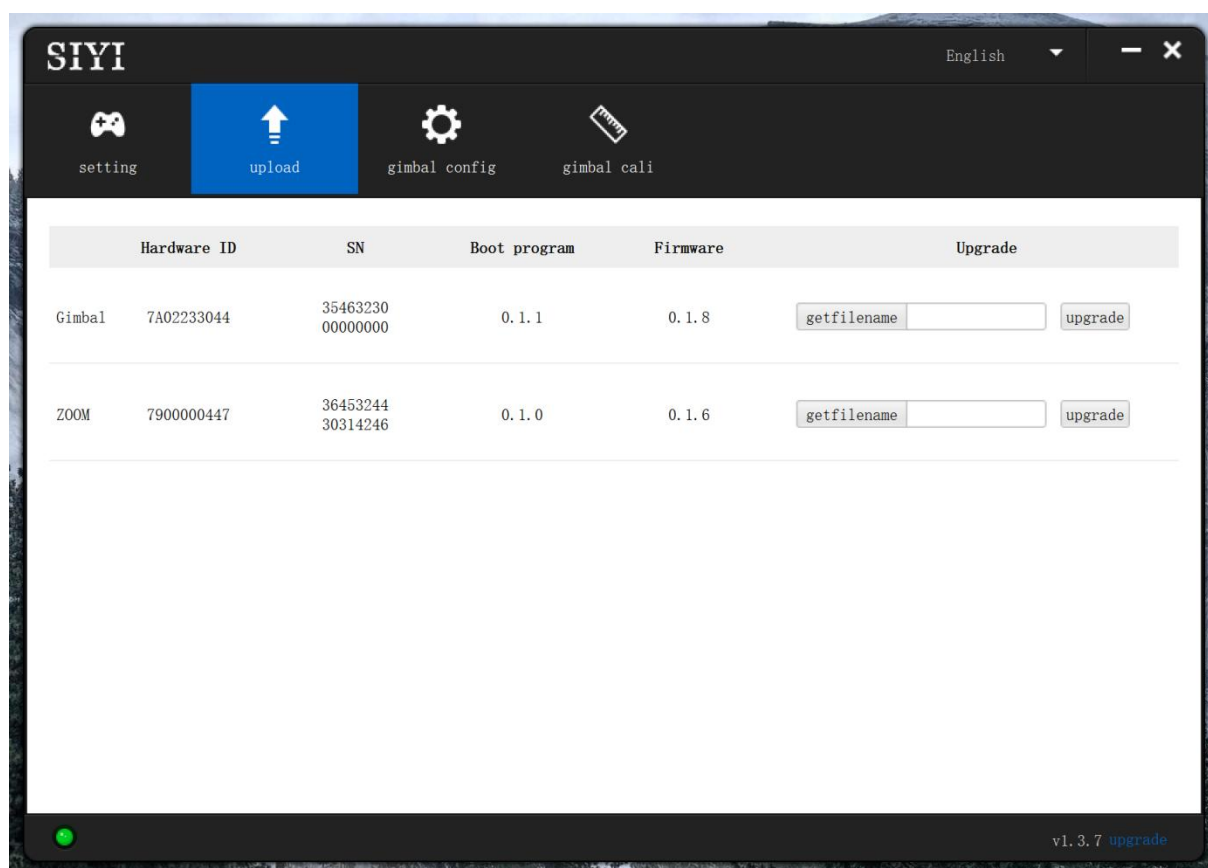 SIYI
English
setting
upload
gimbal config
gimbal cali
Hardware ID SN Boot program Firmware Upgrade
Gimbal 7A02233044 35463230 00000000 0.1.1 0.1.8 getfilename upgrade
ZOOM 7900000447 36453244 30314246 0.1.0 0.1.6 getfilename upgrade
v1.3.7 upgrade